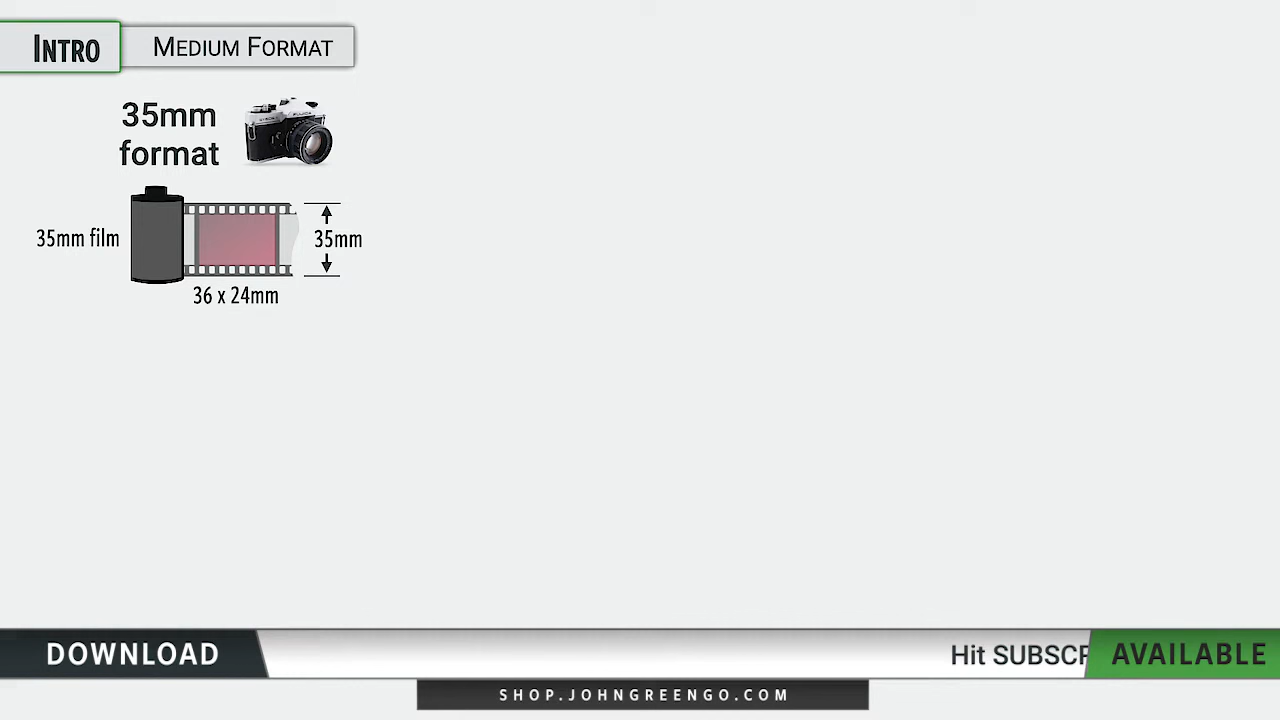 INTRO
MEDIUM FORMAT
35mm
format
35mm film
35mm
36 x 24mm
DOWNLOAD
Hit SUBSCR
AVAILABLE
SHOP.JOHNGREENGO.COM